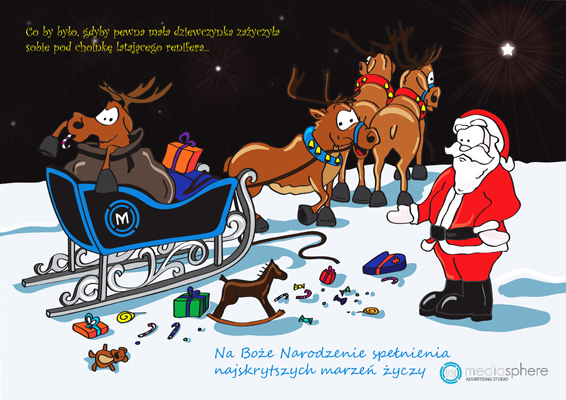 Co by było, gdyby pewna mała dziewczynka zażyczyła
sobie pod choinkę latającego renifera...
M
Na Boże Narodzenie spełnienia
najskrytszych marzeń życzy
mediasphere
ADVERTISING STUDIO